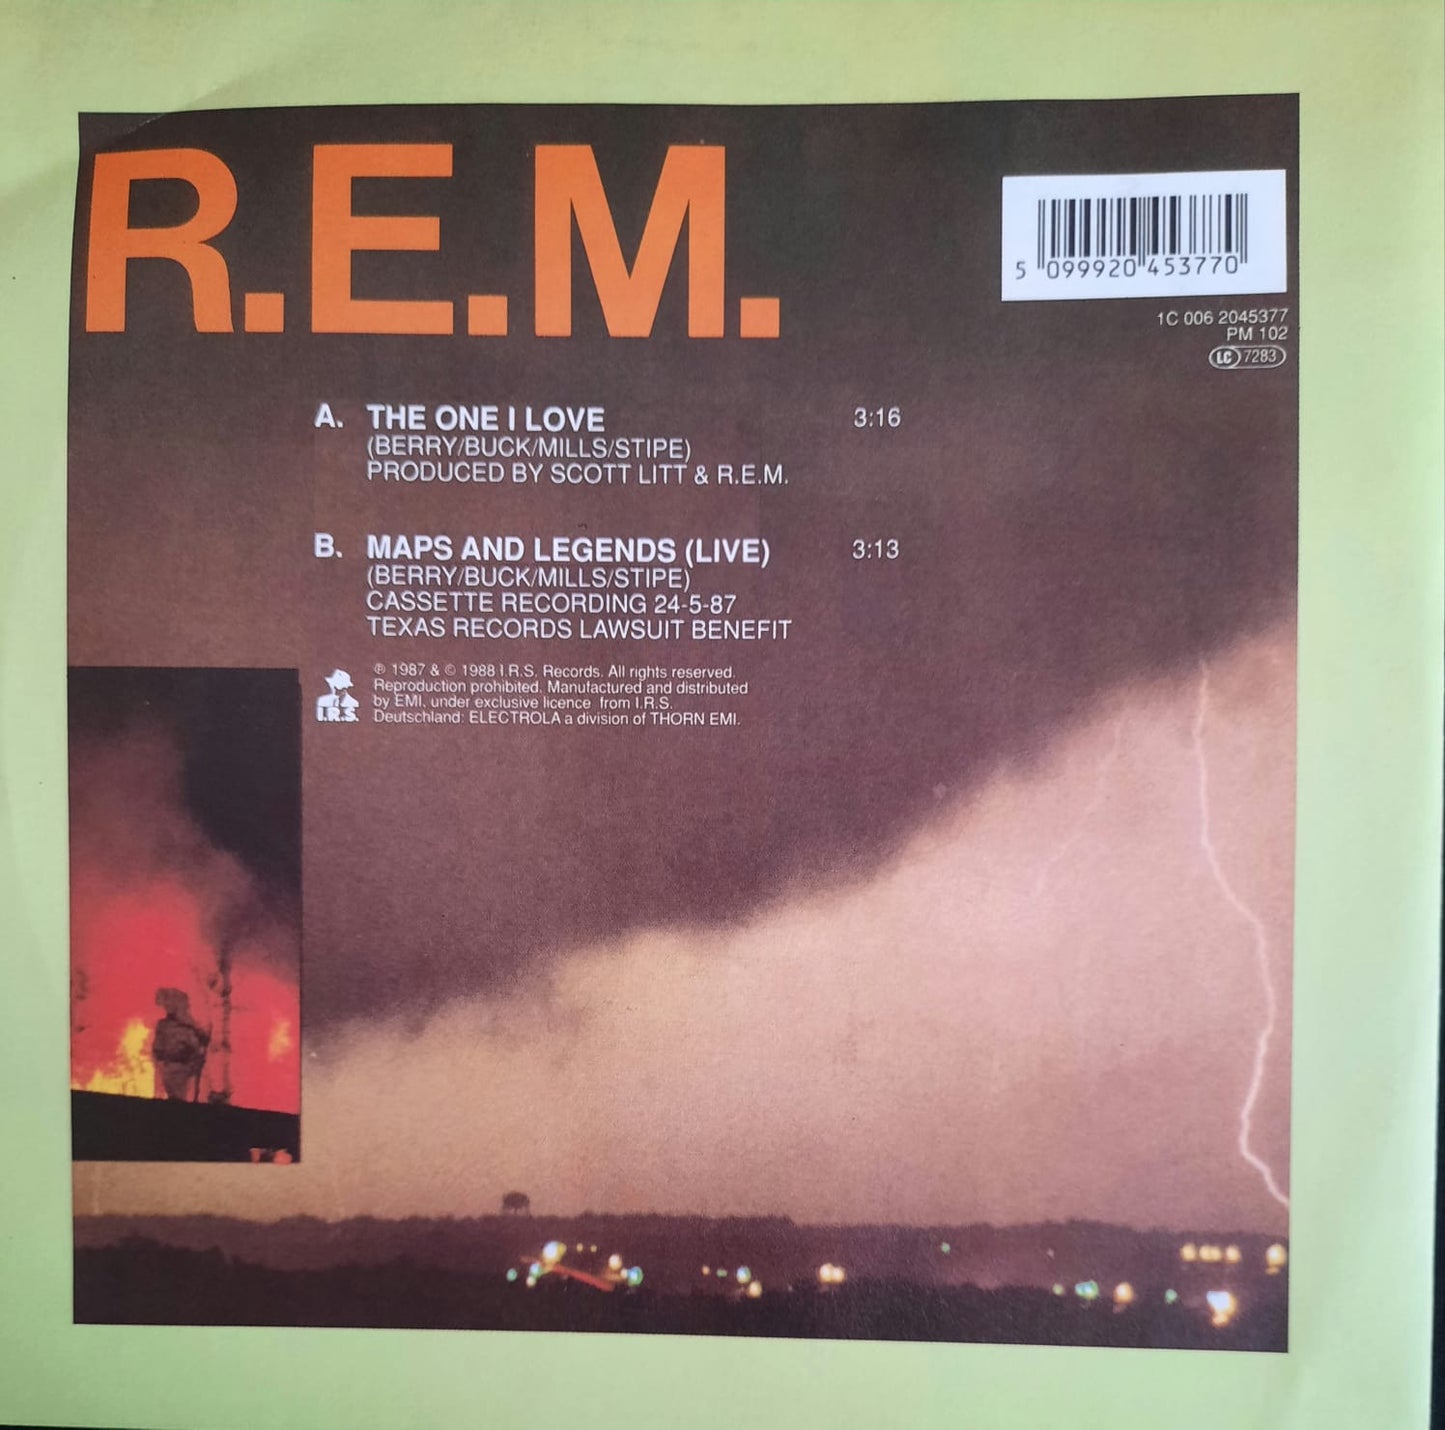 R.E.M.
5 099920 453770
1C 006 2045377
PM 102
LC 7283
A. THE ONE I LOVE 3:16
(BERRY/BUCK/MILLS/STIPE)
PRODUCED BY SCOTT LITT & R.E.M.
B. MAPS AND LEGENDS (LIVE) 3:13
(BERRY/BUCK/MILLS/STIPE)
CASSETTE RECORDING 24-5-87
TEXAS RECORDS LAWSUIT BENEFIT
I.R.S.
℗ 1987 & © 1988 I.R.S. Records. All rights reserved.
Reproduction prohibited. Manufactured and distributed
by EMI. under exclusive licence from I.R.S.
Deutschland: ELECTROLA a division of THORN EMI.